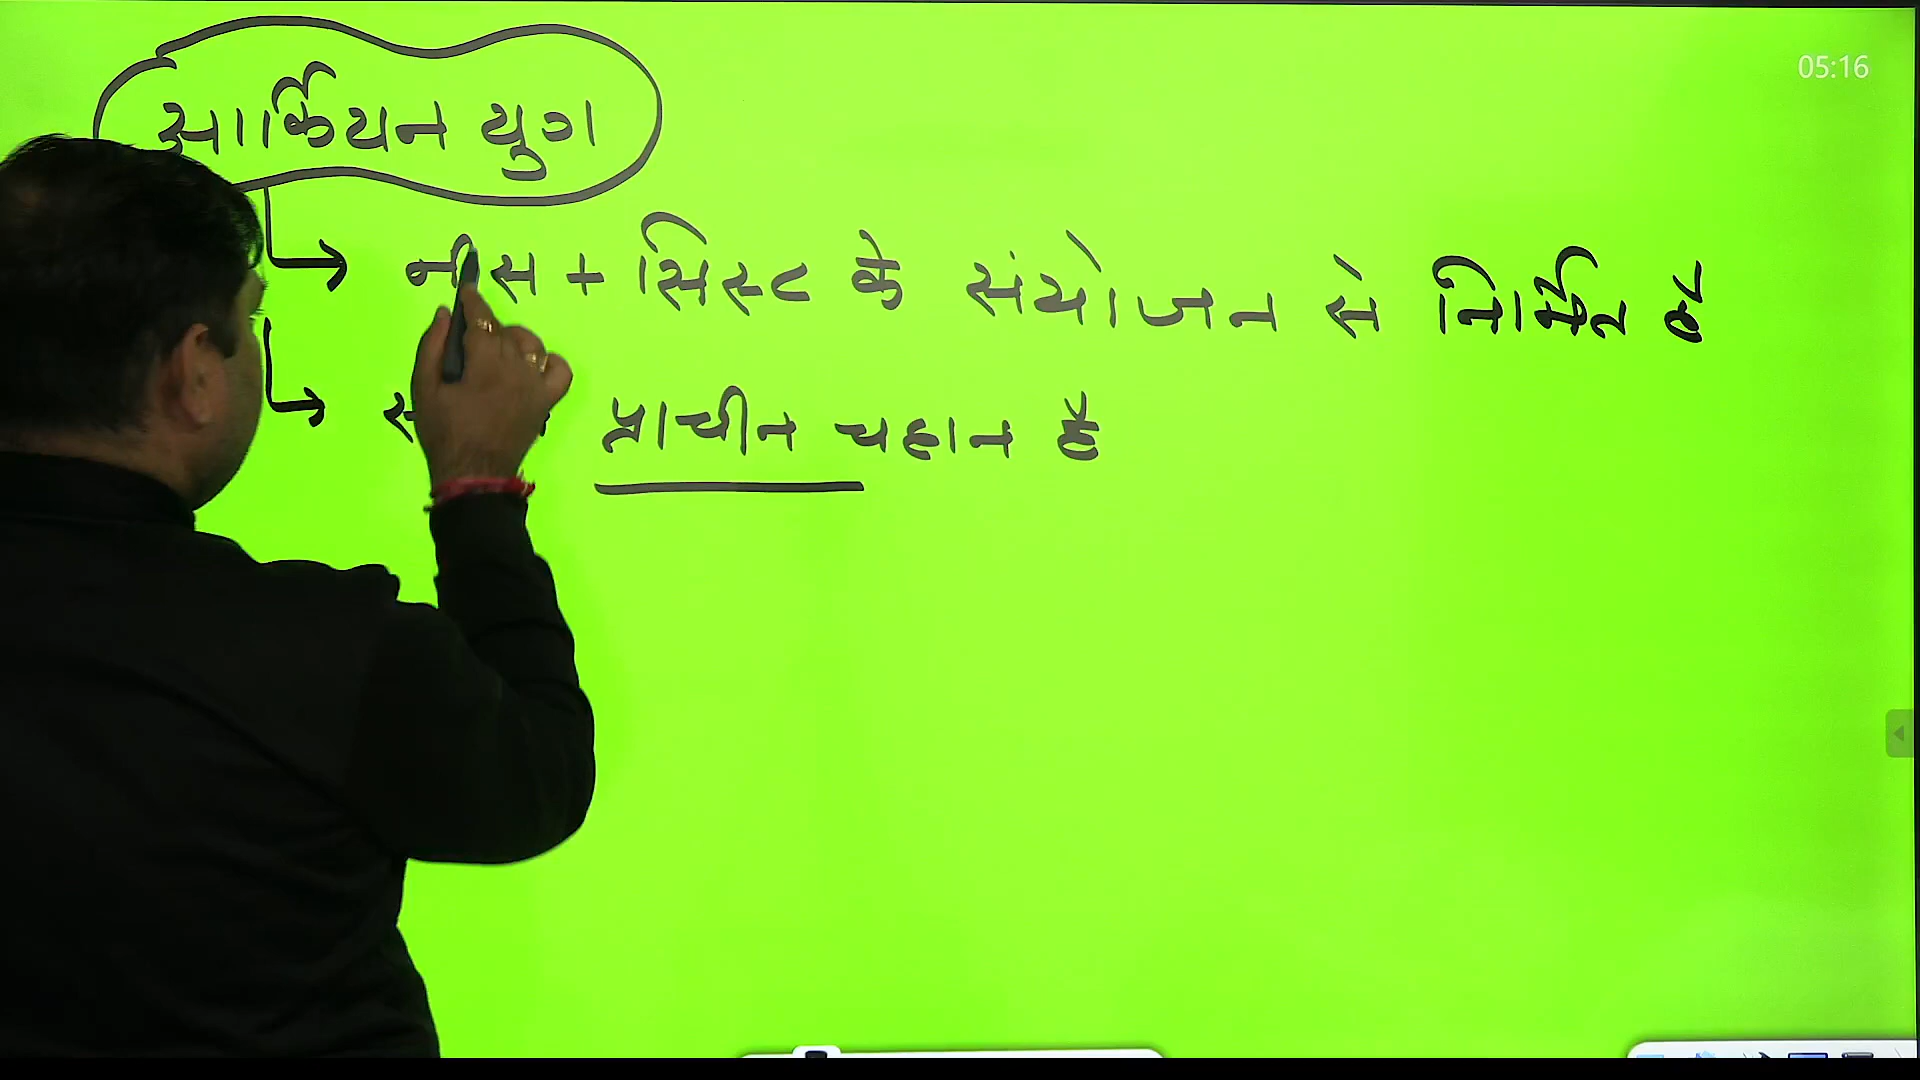 05:16
आर्कियन युग
नीस + सिस्ट के संयोजन से निर्मित है
प्राचीन चट्टान है